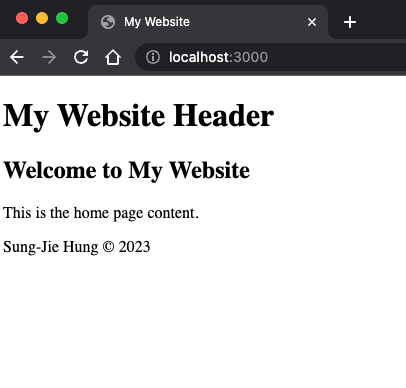 My Website
localhost:3000
My Website Header
Welcome to My Website
This is the home page content.
Sung-Jie Hung © 2023